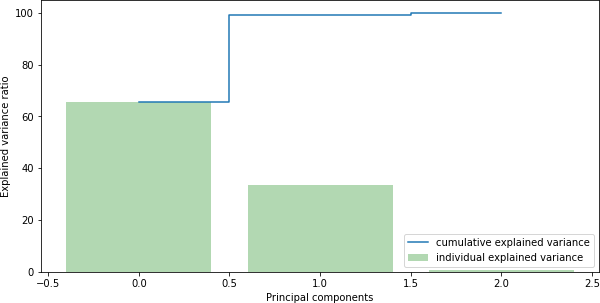 100
80
60
40
20
0
Explained variance ratio
cumulative explained variance
individual explained variance
−0.5 0.0 0.5 1.0 1.5 2.0 2.5
Principal components